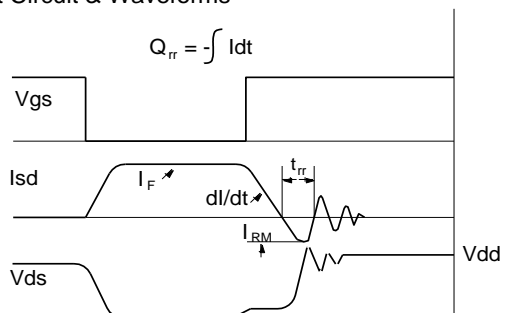 Circuit & Waveforms
Q_rr = -∫ Idt
Vgs
Isd
I_F
dI/dt
t_rr
I_RM
Vds
Vdd